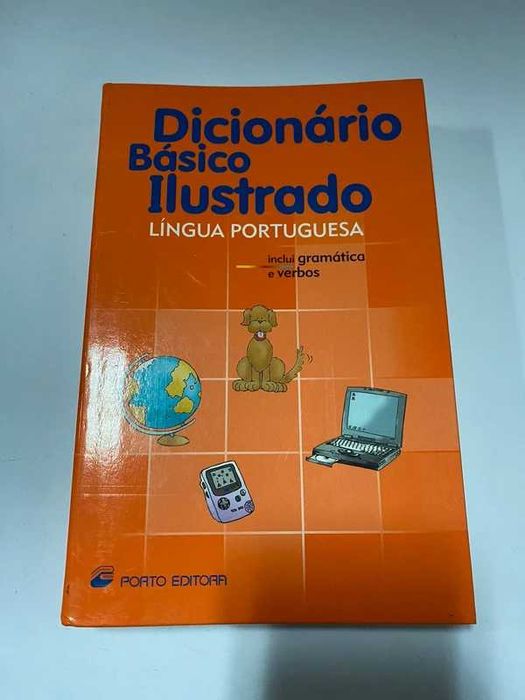 Dicionário
Básico
Ilustrado
LÍNGUA PORTUGUESA
inclui gramática
e verbos
PORTO EDITORA